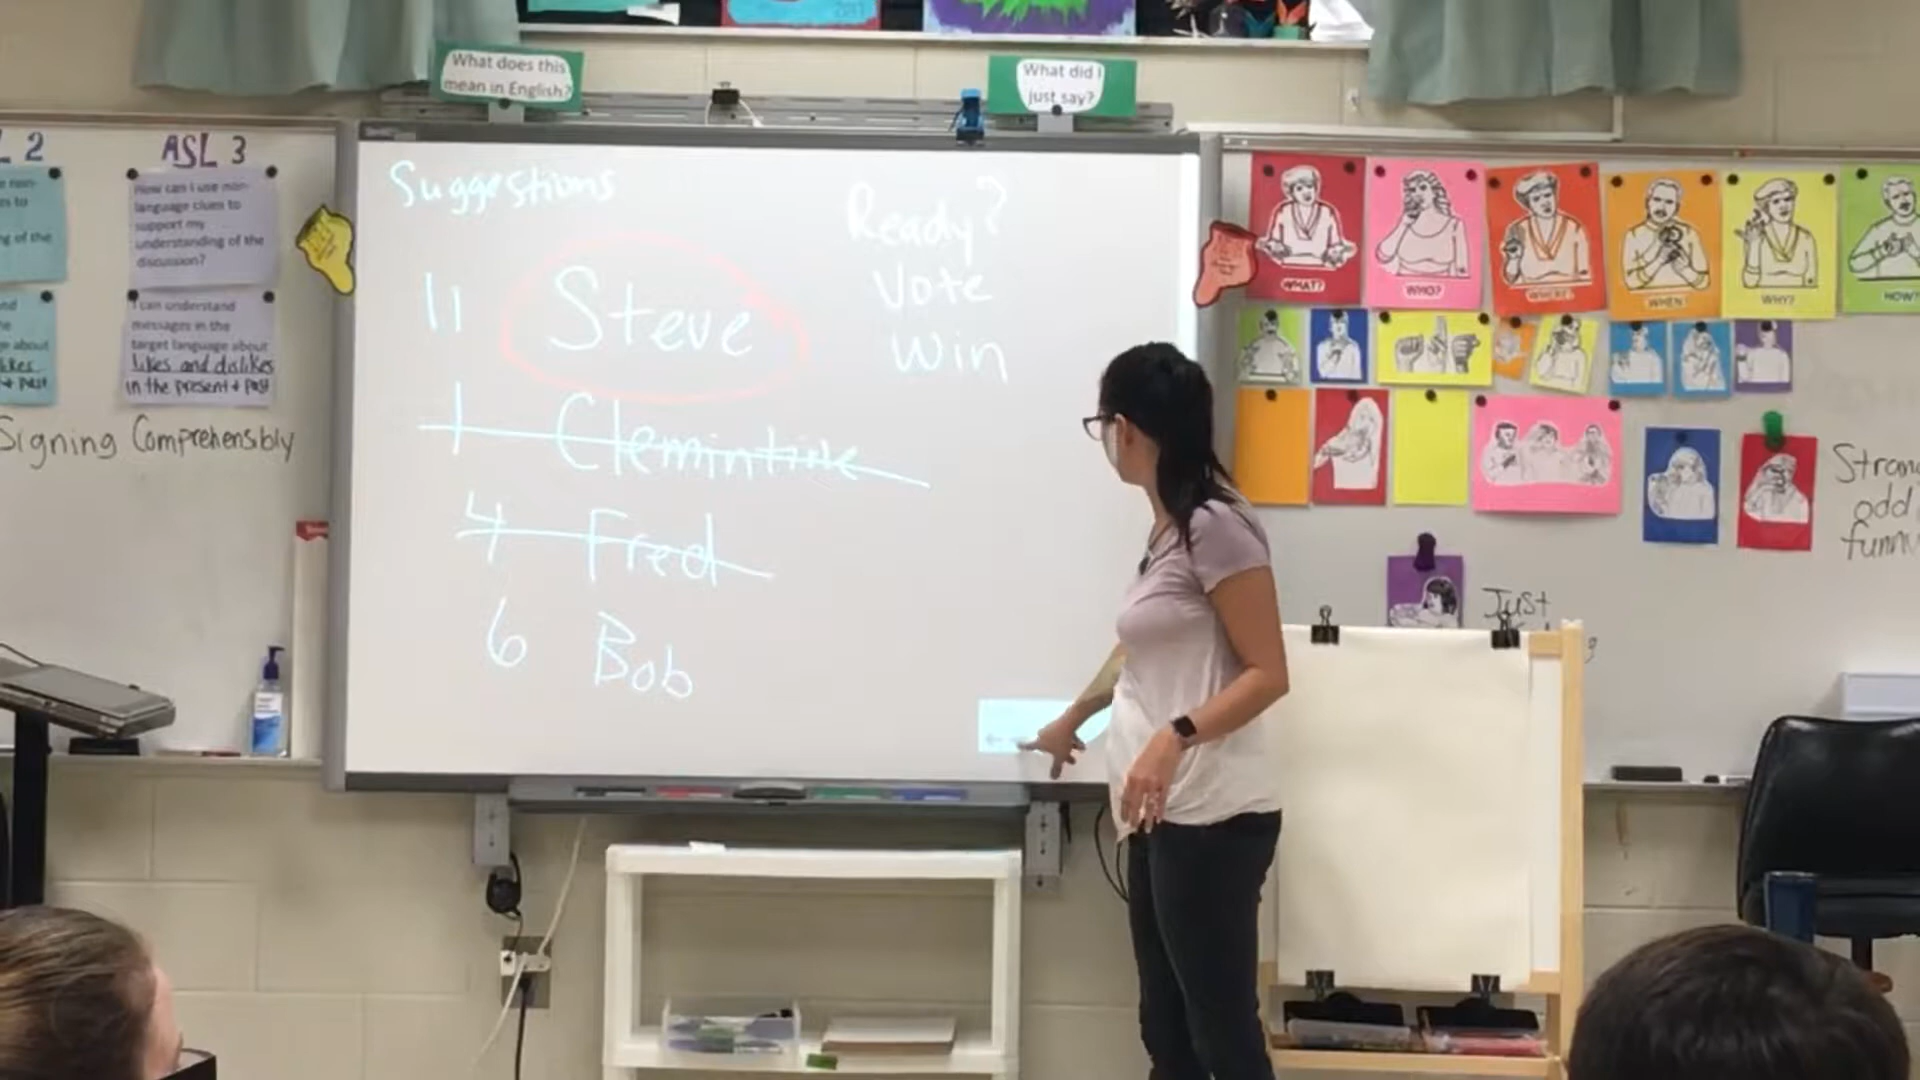 What does this
mean in English?
What did I
just say?
L 2
ASL 3
How can I use non-
language clues to
support my
understanding of the
discussion?
I can understand
messages in the
target language about
likes and dislikes
in the present + past
Signing Comprehensibly
Suggestions
Ready?
Vote
Win
11 Steve
1 Clemintine
4 Fred
6 Bob
WHAT?
WHO?
WHERE?
WHEN?
WHY?
HOW?
odd
Just
2017